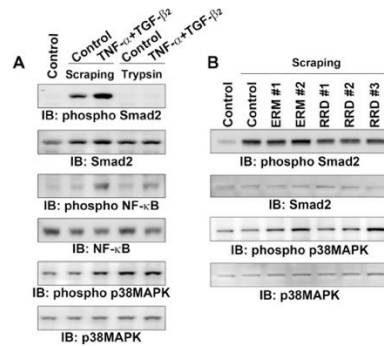 A
Control
Control
TNF-α+TGF-β₂
Control
TNF-α+TGF-β₂
Scraping
Trypsin
IB: phospho Smad2
IB: Smad2
IB: phospho NF-κB
IB: NF-κB
IB: phospho p38MAPK
IB: p38MAPK
B
Scraping
Control
Control
ERM #1
ERM #2
RRD #1
RRD #2
RRD #3
IB: phospho Smad2
IB: Smad2
IB: phospho p38MAPK
IB: p38MAPK